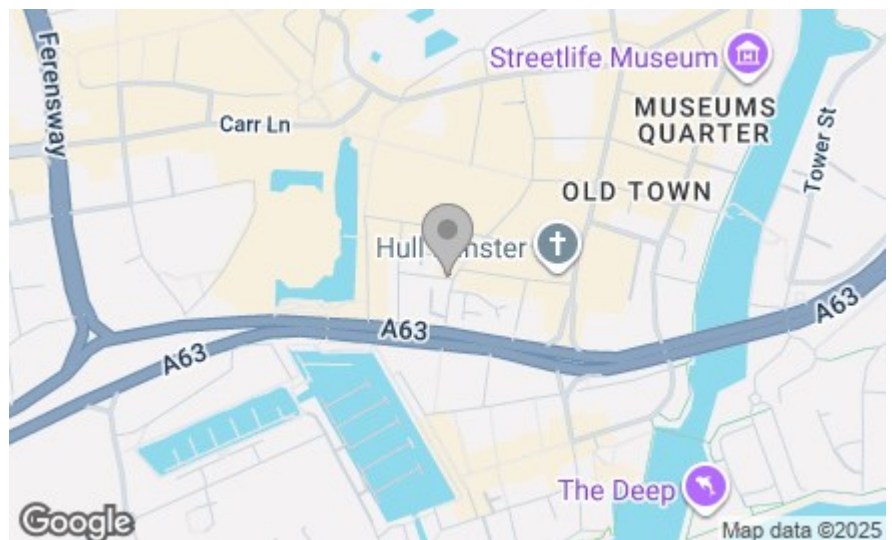 Ferensway
Streetlife Museum
MUSEUMS
QUARTER
Carr Ln
Tower St
OLD TOWN
Hull
A63
A63
A63
The Deep
Google
Map data ©2025